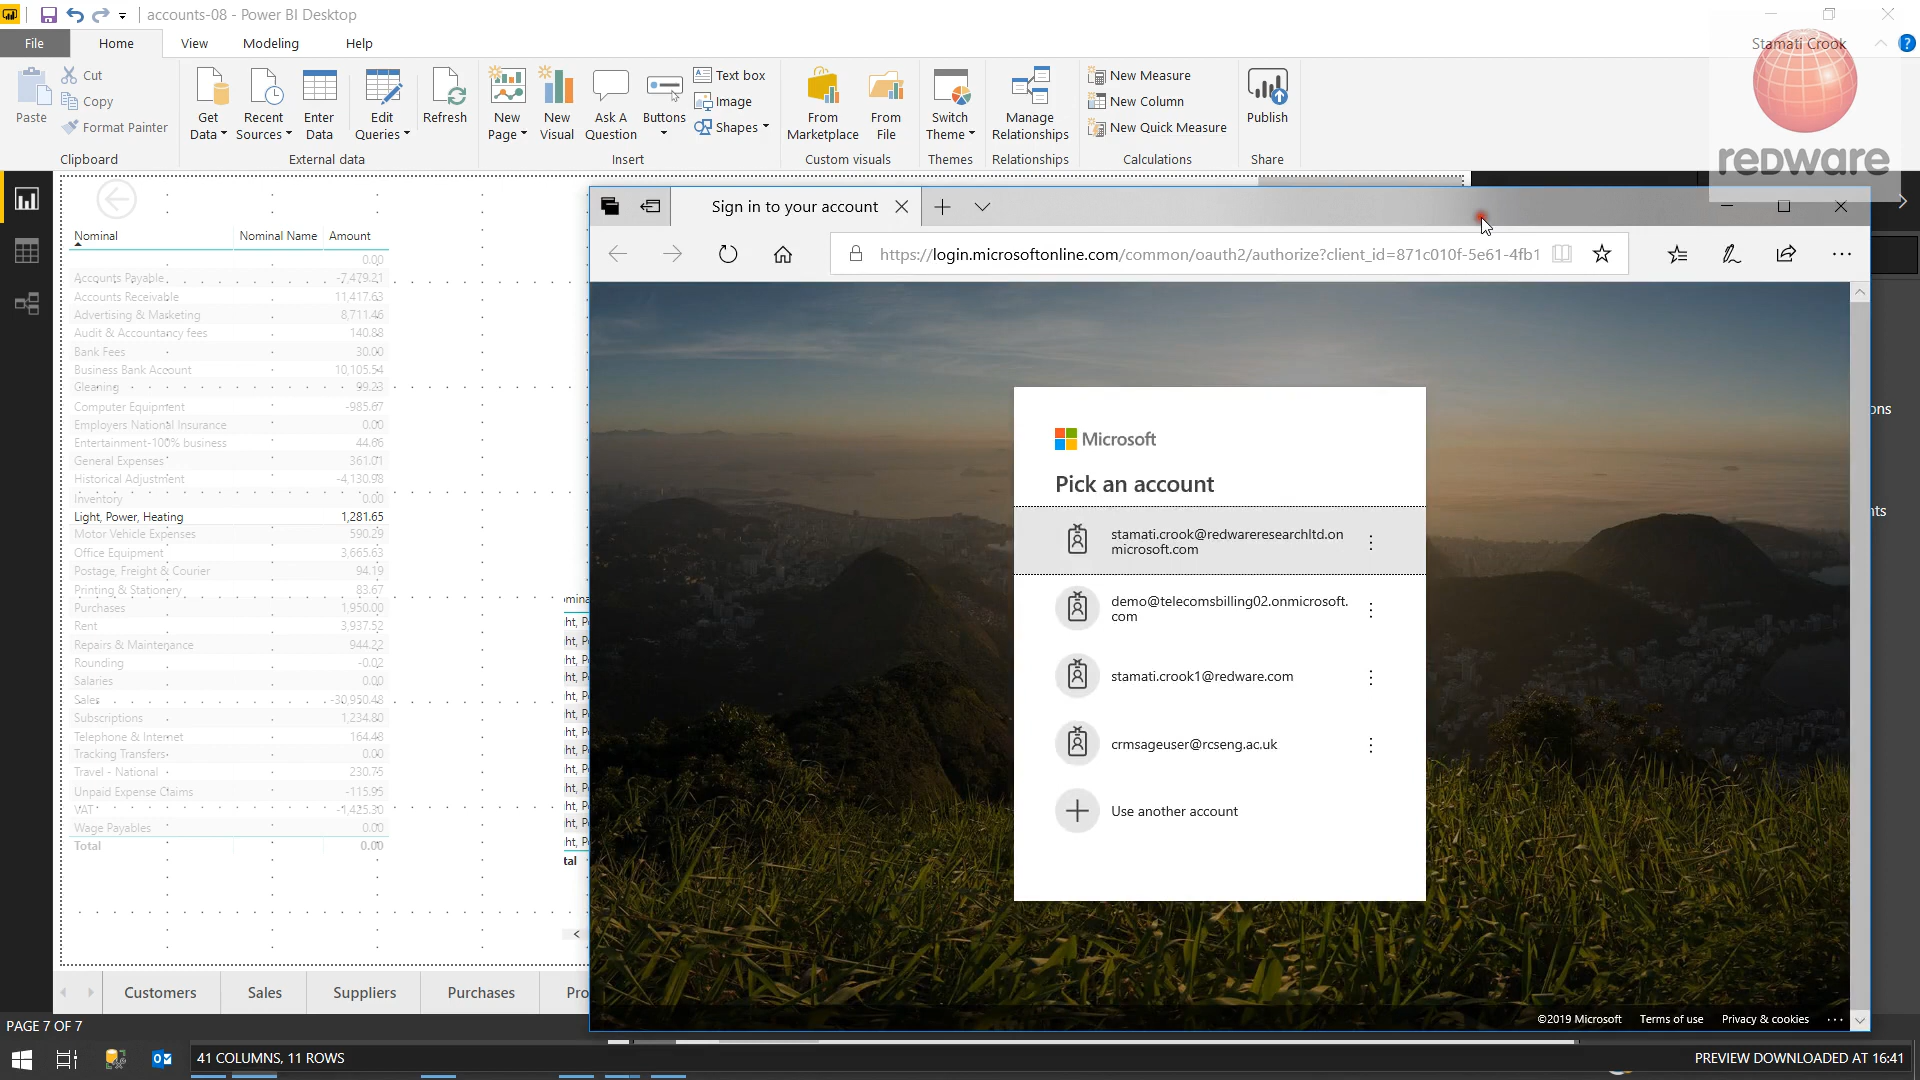 accounts-08 - Power BI Desktop
Stamati Crook
File
Home
View
Modeling
Help
Paste
Cut
Copy
Format Painter
Clipboard
Get Data
Recent Sources
Enter Data
Edit Queries
Refresh
External data
New Page
New Visual
Ask A Question
Buttons
Text box
Image
Shapes
Insert
From Marketplace
From File
Custom visuals
Switch Theme
Themes
Manage Relationships
Relationships
New Measure
New Column
New Quick Measure
Calculations
Publish
Share
redware
Nominal Nominal Name Amount
0.00
Accounts Payable -7,479.21
Accounts Receivable 11,417.63
Advertising & Marketing 8,711.46
Audit & Accountancy fees 140.88
Bank Fees 30.00
Business Bank Account 10,105.54
Cleaning 99.23
Computer Equipment -985.67
Employers National Insurance 0.00
Entertainment-100% business 44.66
General Expenses 361.01
Historical Adjustment -4,130.98
Inventory 0.00
Light, Power, Heating 1,281.65
Motor Vehicle Expenses 590.29
Office Equipment 3,665.63
Postage, Freight & Courier 94.19
Printing & Stationery 83.67
Purchases 1,950.00
Rent 3,937.52
Repairs & Maintenance 944.22
Rounding -0.02
Salaries 0.00
Sales -30,950.48
Subscriptions 1,234.80
Telephone & Internet 164.48
Tracking Transfers 0.00
Travel - National 230.75
Unpaid Expense Claims -115.95
VAT -1,425.30
Wage Payables 0.00
Total 0.00
Sign in to your account
https://login.microsoftonline.com/common/oauth2/authorize?client_id=871c010f-5e61-4fb1
Microsoft
Pick an account
stamati.crook@redwareresearchltd.on
microsoft.com
demo@telecomsbilling02.onmicrosoft.
com
stamati.crook1@redware.com
crmsageuser@rcseng.ac.uk
Use another account
©2019 Microsoft Terms of use Privacy & cookies
Customers
Sales
Suppliers
Purchases
PAGE 7 OF 7
41 COLUMNS, 11 ROWS
PREVIEW DOWNLOADED AT 16:41